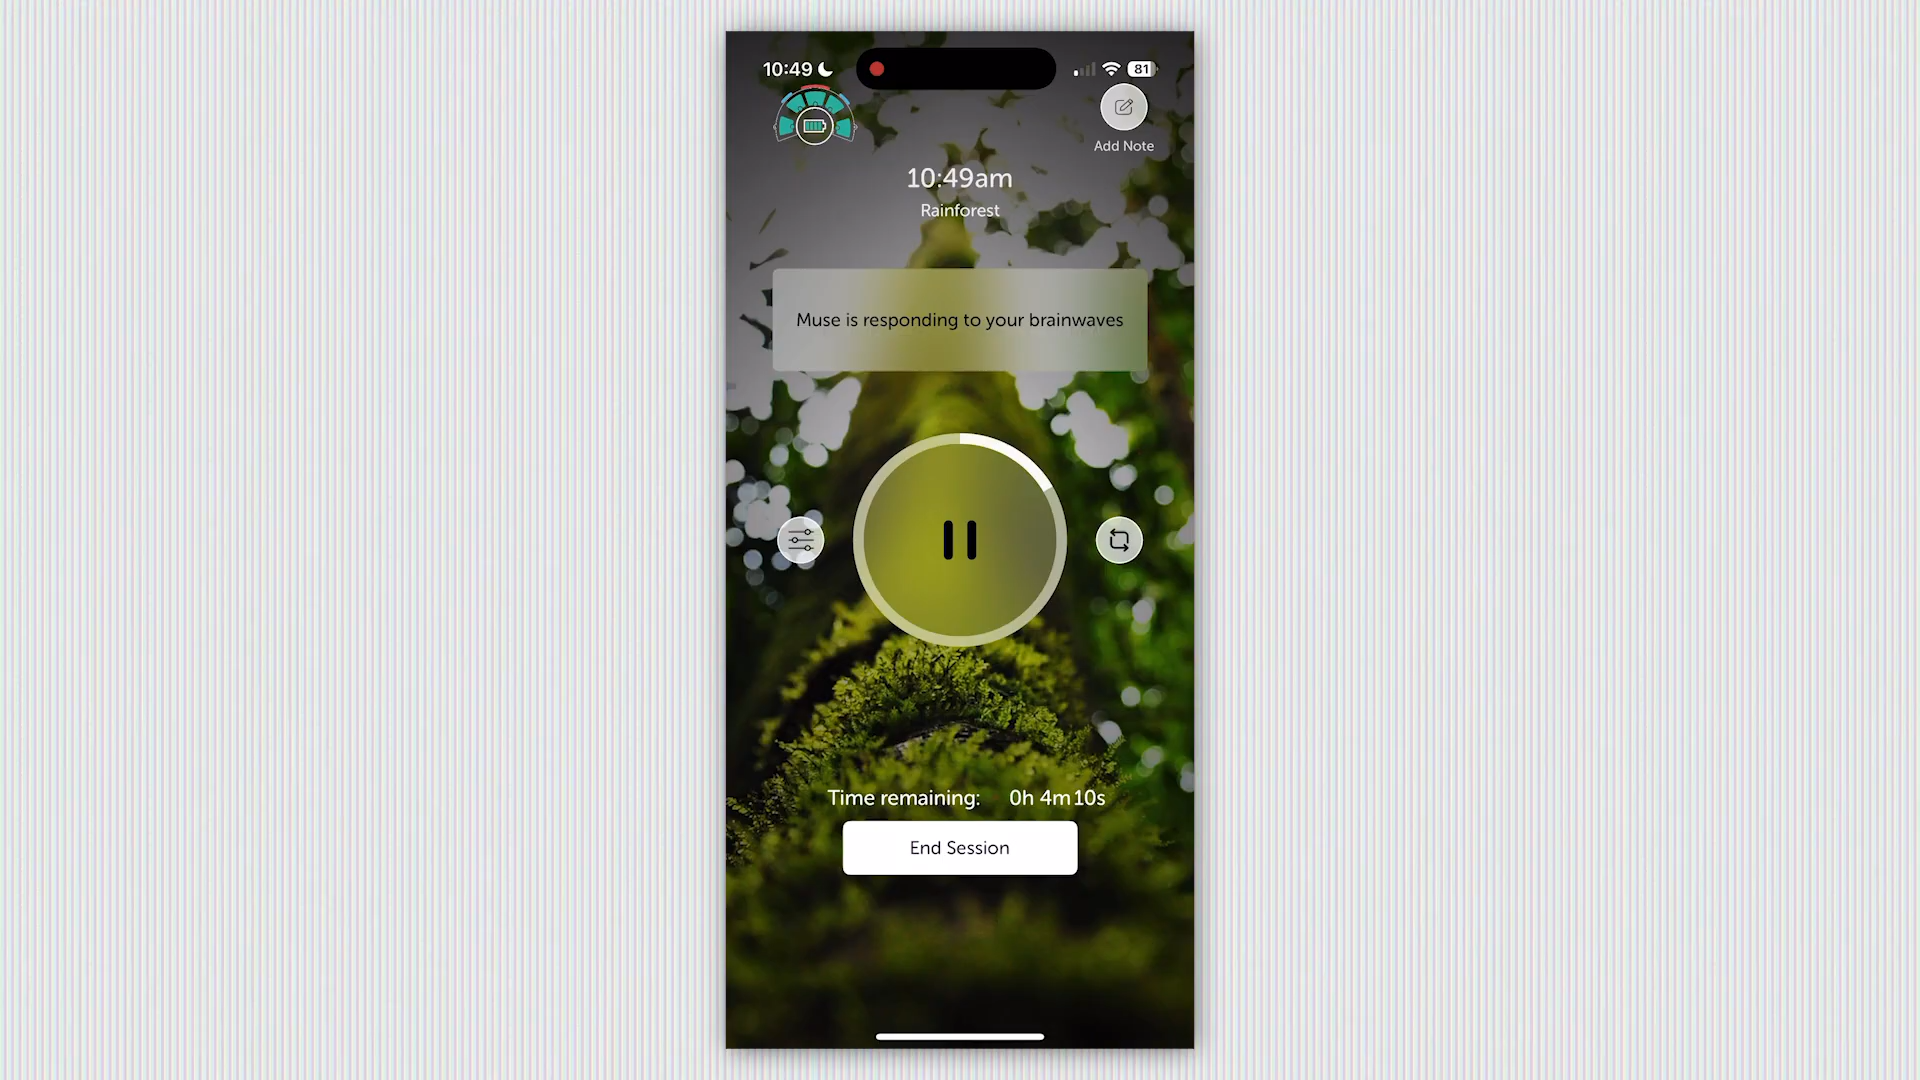 10:49
81
Add Note
10:49am
Rainforest
Muse is responding to your brainwaves
Time remaining: 0h 4m 10s
End Session